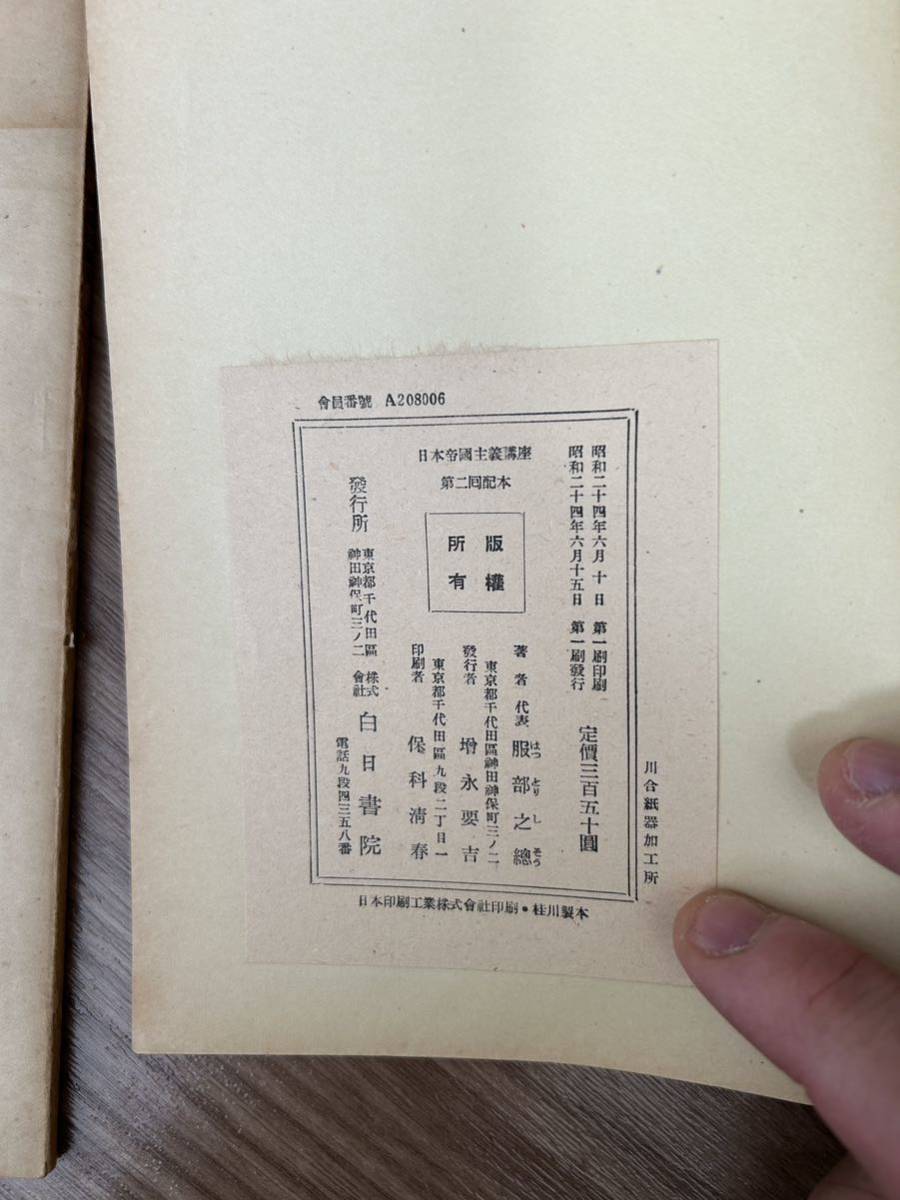 會員番號 A208006
昭和二十四年六月十日 第一刷印刷
昭和二十四年六月十五日 第一刷發行
定價三百五十圓
日本帝國主義講座
第二回配本
版權
所有
著者代表 服部之總
はつとりしそう
東京都千代田區神田神保町三ノ二
發行者 增永要吉
東京都千代田區九段二丁目一
印刷者 保科淸春
發行所 東京都千代田區
神田神保町三ノ二
株式
會社 白日書院
電話九段四三五八番
川合紙器加工所
日本印刷工業株式會社印刷・桂川製本